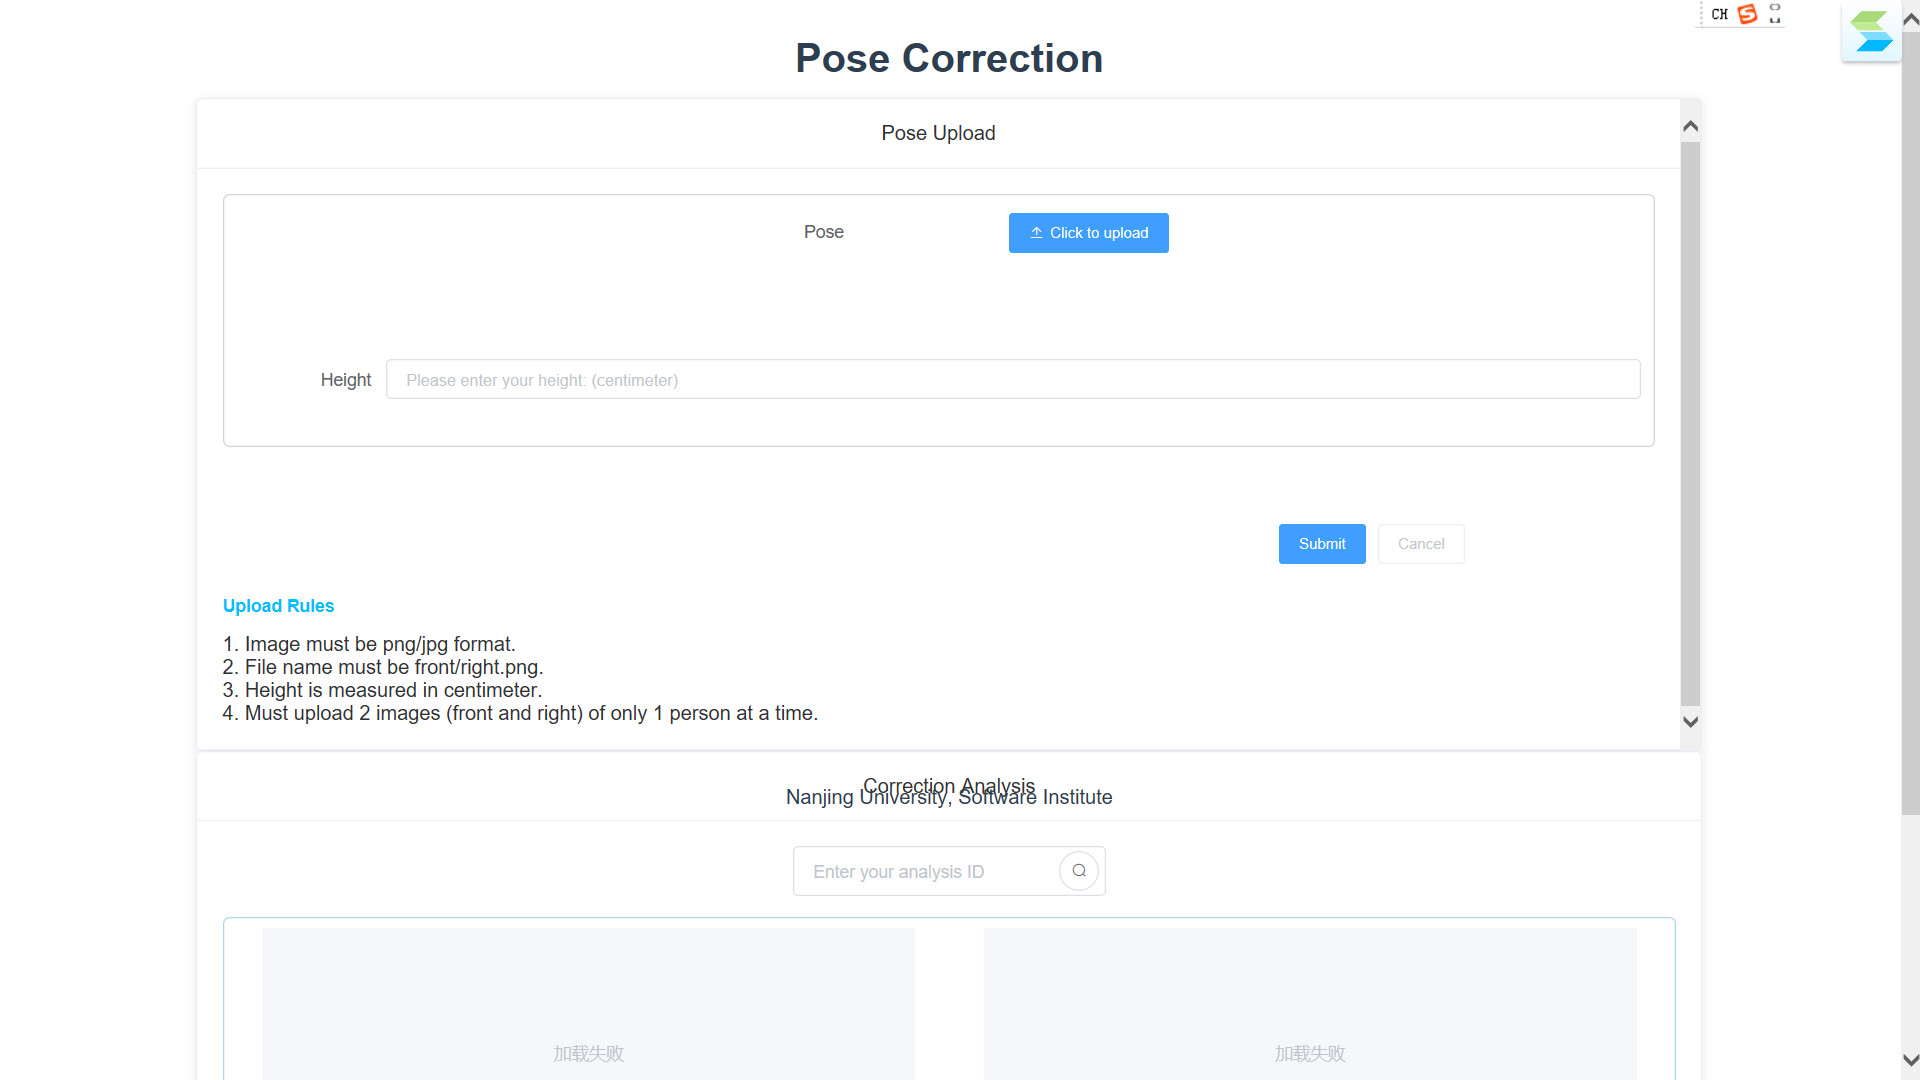 CH
Pose Correction
Pose Upload
Pose
Click to upload
Height
Please enter your height: (centimeter)
Submit
Cancel
Upload Rules
1. Image must be png/jpg format.
2. File name must be front/right.png.
3. Height is measured in centimeter.
4. Must upload 2 images (front and right) of only 1 person at a time.
Correction Analysis
Nanjing University, Software Institute
Enter your analysis ID
加载失败
加载失败